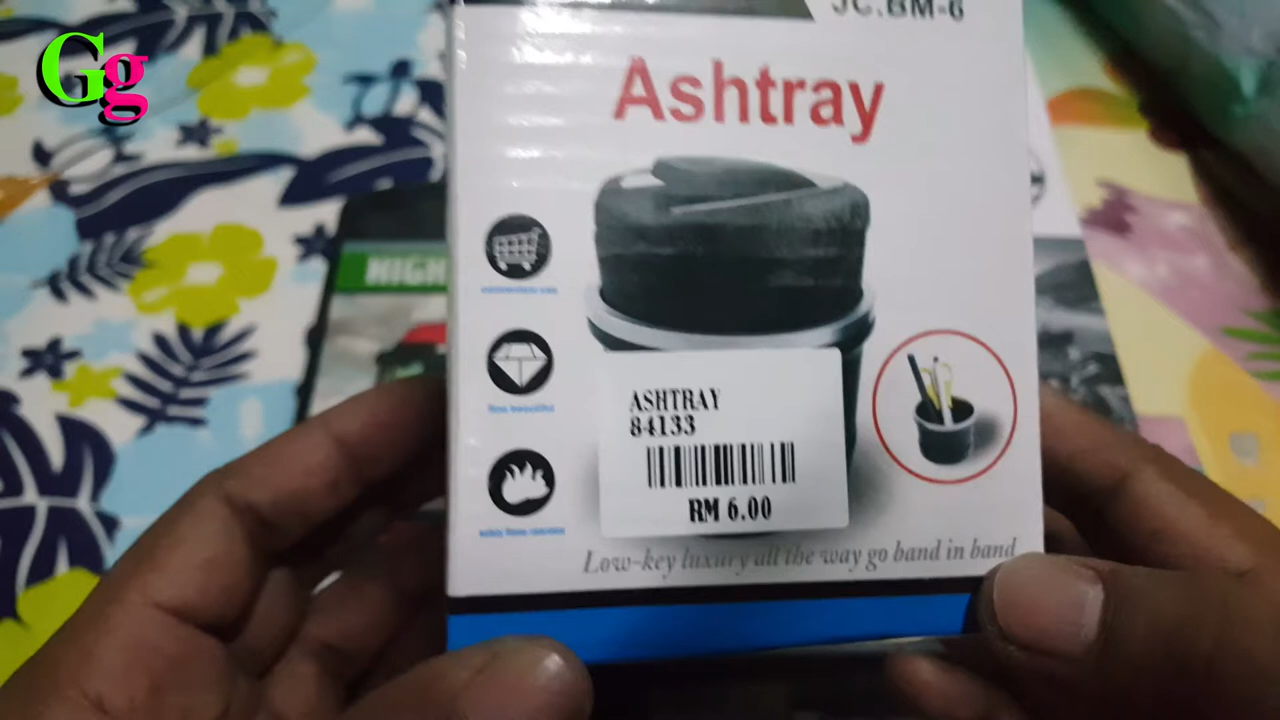 Gg
JC.BM-6
Ashtray
HIGH
ASHTRAY
84133
RM 6.00
Low-key luxury all the way go band in band